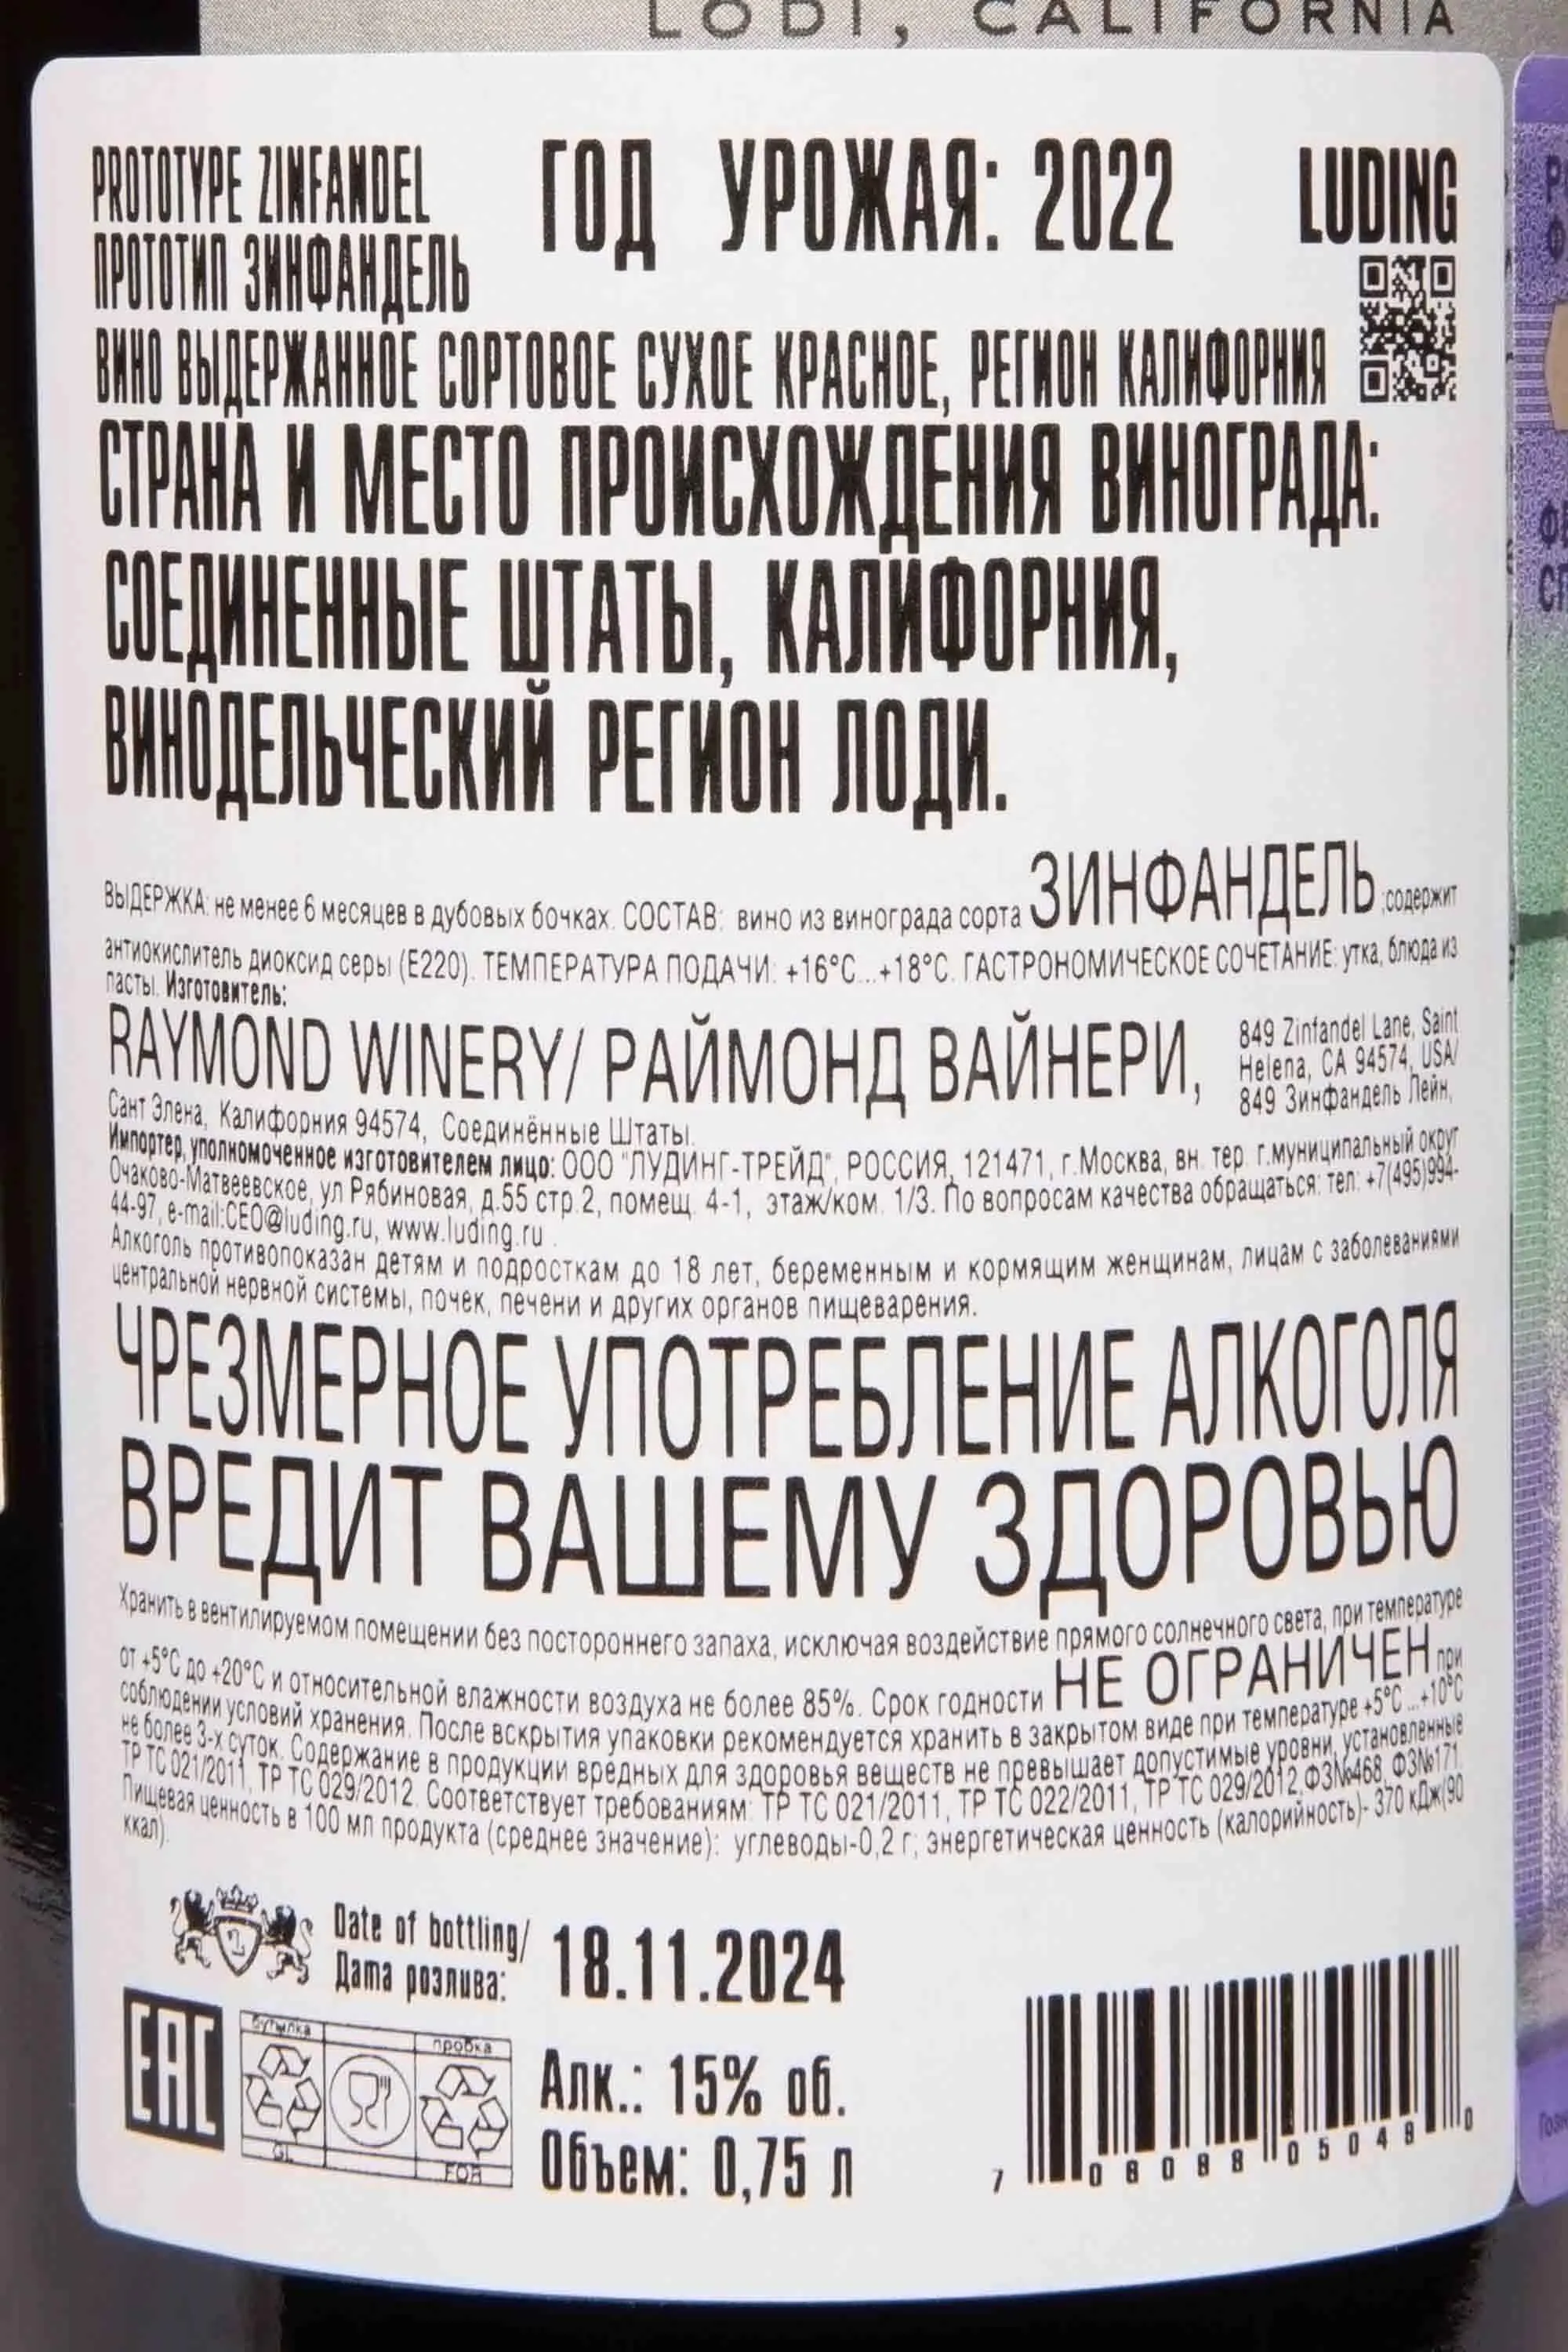 LODI, CALIFORNIA
PROTOTYPE ZINFANDEL
ПРОТОТИП ЗИНФАНДЕЛЬ
ГОД УРОЖАЯ: 2022
LUDING
ВИНО ВЫДЕРЖАННОЕ СОРТОВОЕ СУХОЕ КРАСНОЕ, РЕГИОН КАЛИФОРНИЯ
СТРАНА И МЕСТО ПРОИСХОЖДЕНИЯ ВИНОГРАДА:
СОЕДИНЕННЫЕ ШТАТЫ, КАЛИФОРНИЯ,
ВИНОДЕЛЬЧЕСКИЙ РЕГИОН ЛОДИ.
ВЫДЕРЖКА: не менее 6 месяцев в дубовых бочках. СОСТАВ: вино из винограда сорта ЗИНФАНДЕЛЬ, содержит
антиокислитель диоксид серы (E220). ТЕМПЕРАТУРА ПОДАЧИ: +16°C...+18°C. ГАСТРОНОМИЧЕСКОЕ СОЧЕТАНИЕ: утка, блюда из
пасты. Изготовитель:
RAYMOND WINERY/ РАЙМОНД ВАЙНЕРИ,
849 Zinfandel Lane, Saint
Helena, CA 94574, USA/
849 Зинфандель Лейн,
Сант Элена, Калифорния 94574, Соединённые Штаты.
Импортер, уполномоченное изготовителем лицо: ООО "ЛУДИНГ-ТРЕЙД", РОССИЯ, 121471, г.Москва, вн. тер. г.муниципальный округ
Очаково-Матвеевское, ул Рябиновая, д.55 стр.2, помещ. 4-1, этаж/ком. 1/3. По вопросам качества обращаться: тел: +7(495)994-
44-97, e-mail:CEO@luding.ru, www.luding.ru .
Алкоголь противопоказан детям и подросткам до 18 лет, беременным и кормящим женщинам, лицам с заболеваниями
центральной нервной системы, почек, печени и других органов пищеварения.
ЧРЕЗМЕРНОЕ УПОТРЕБЛЕНИЕ АЛКОГОЛЯ
ВРЕДИТ ВАШЕМУ ЗДОРОВЬЮ
Хранить в вентилируемом помещении без постороннего запаха, исключая воздействие прямого солнечного света, при температуре
от +5°C до +20°C и относительной влажности воздуха не более 85%. Срок годности НЕ ОГРАНИЧЕН при
соблюдении условий хранения. После вскрытия упаковки рекомендуется хранить в закрытом виде при температуре +5°C ...+10°C
не более 3-х суток. Содержание в продукции вредных для здоровья веществ не превышает допустимые уровни, установленные
ТР ТС 021/2011, ТР ТС 029/2012. Соответствует требованиям: ТР ТС 021/2011, ТР ТС 022/2011, ТР ТС 029/2012, ФЗ№468, ФЗ№171.
Пищевая ценность в 100 мл продукта (среднее значение): углеводы-0,2 г; энергетическая ценность (калорийность)- 370 кДж(90
ккал).
Date of bottling/
Дата розлива:
18.11.2024
EAC
бутылка
пробка
GL
FOR
Алк.: 15% об.
Объем: 0,75 л
7 08088 05048 0